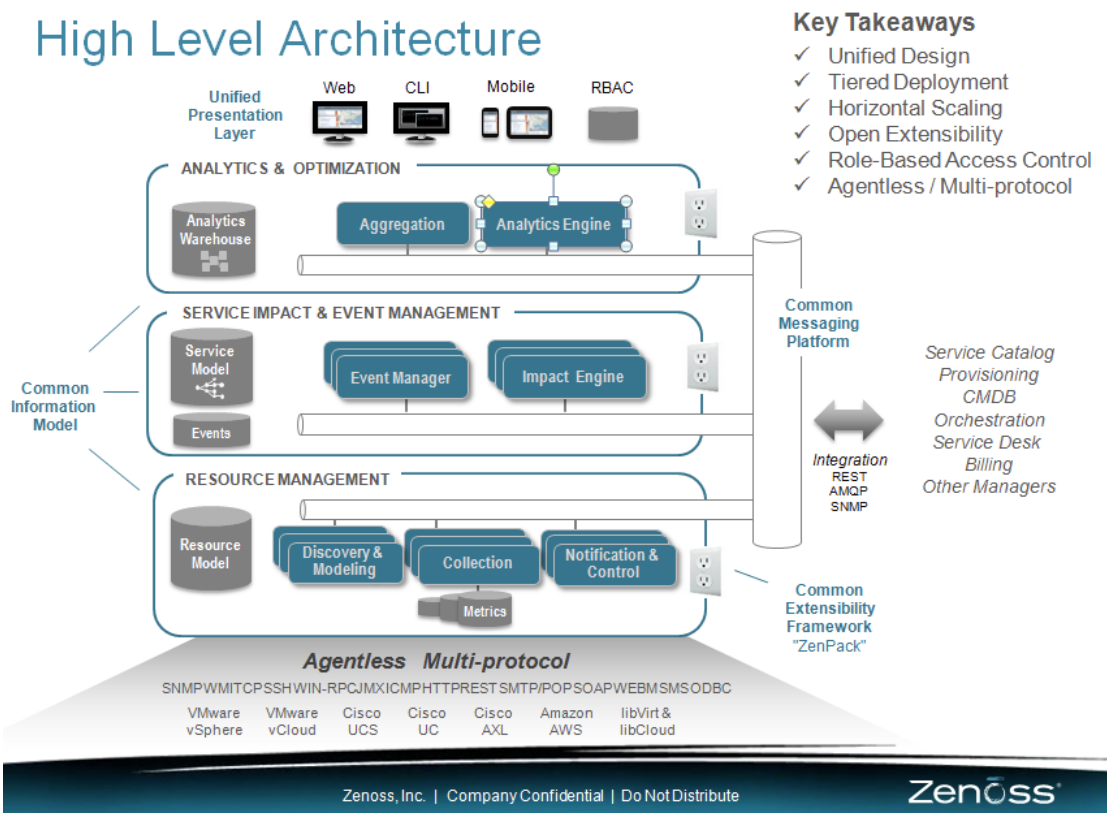 High Level Architecture
Key Takeaways
✓ Unified Design
✓ Tiered Deployment
✓ Horizontal Scaling
✓ Open Extensibility
✓ Role-Based Access Control
✓ Agentless / Multi-protocol
Unified
Presentation
Layer
Web
CLI
Mobile
RBAC
ANALYTICS & OPTIMIZATION
Analytics
Warehouse
Aggregation
Analytics Engine
SERVICE IMPACT & EVENT MANAGEMENT
Service
Model
Events
Event Manager
Impact Engine
Common
Information
Model
Common
Messaging
Platform
Service Catalog
Provisioning
CMDB
Orchestration
Service Desk
Billing
Other Managers
Integration
REST
AMQP
SNMP
RESOURCE MANAGEMENT
Resource
Model
Discovery &
Modeling
Collection
Notification &
Control
Metrics
Common
Extensibility
Framework
"ZenPack"
Agentless Multi-protocol
SNMPWMITCPSSHWIN-RPCJMXICMPHTTPRESTSMTP/POPSOAPWEBMSMSODBC
VMware
vSphere
VMware
vCloud
Cisco
UCS
Cisco
UC
Cisco
AXL
Amazon
AWS
libVirt &
libCloud
Zenoss, Inc. | Company Confidential | Do Not Distribute
Zenoss